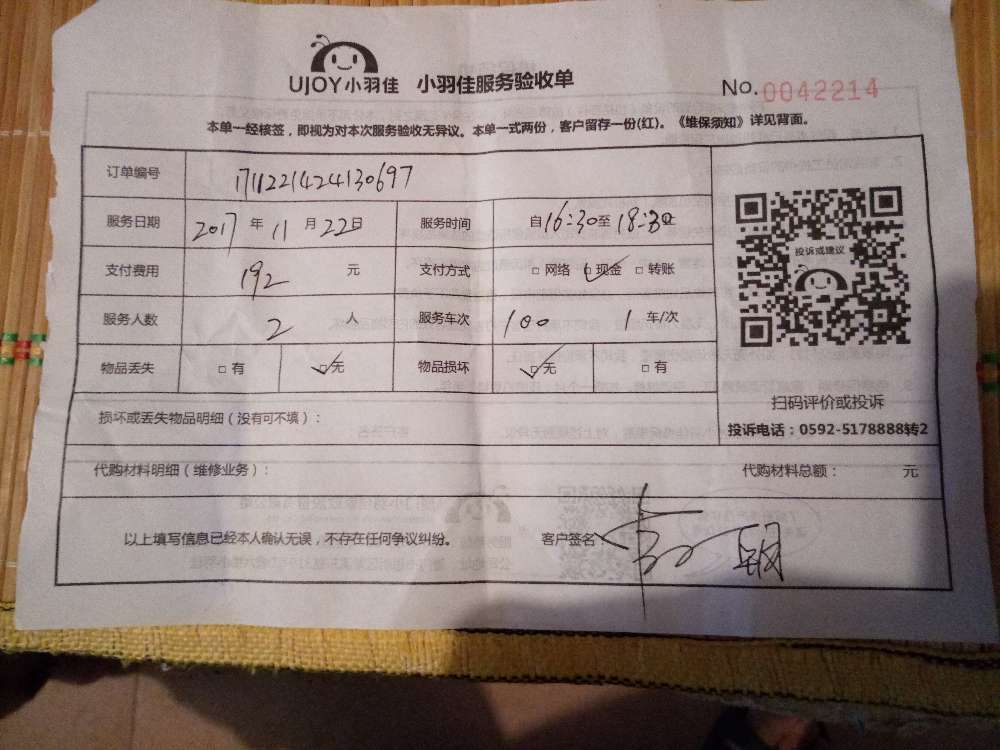 UJOY小羽佳 小羽佳服务验收单
No. 0042214
本单一经核签，即视为对本次服务验收无异议。本单一式两份，客户留存一份(红)。《维保须知》详见背面。
订单编号 1711221424130697
服务日期 2017 年 11 月 22 日 服务时间 自 16:30 至 18:30 止
投诉或建议
支付费用 192 元 支付方式 □ 网络 □ 现金 □ 转账
服务人数 2 人 服务车次 100 1 车/次
物品丢失 □ 有 □ 无 物品损坏 □ 无 □ 有
扫码评价或投诉
损坏或丢失物品明细（没有可不填）：
投诉电话：0592-5178888转2
代购材料明细（维修业务）： 代购材料总额： 元
以上填写信息已经本人确认无误，不存在任何争议纠纷。 客户签名